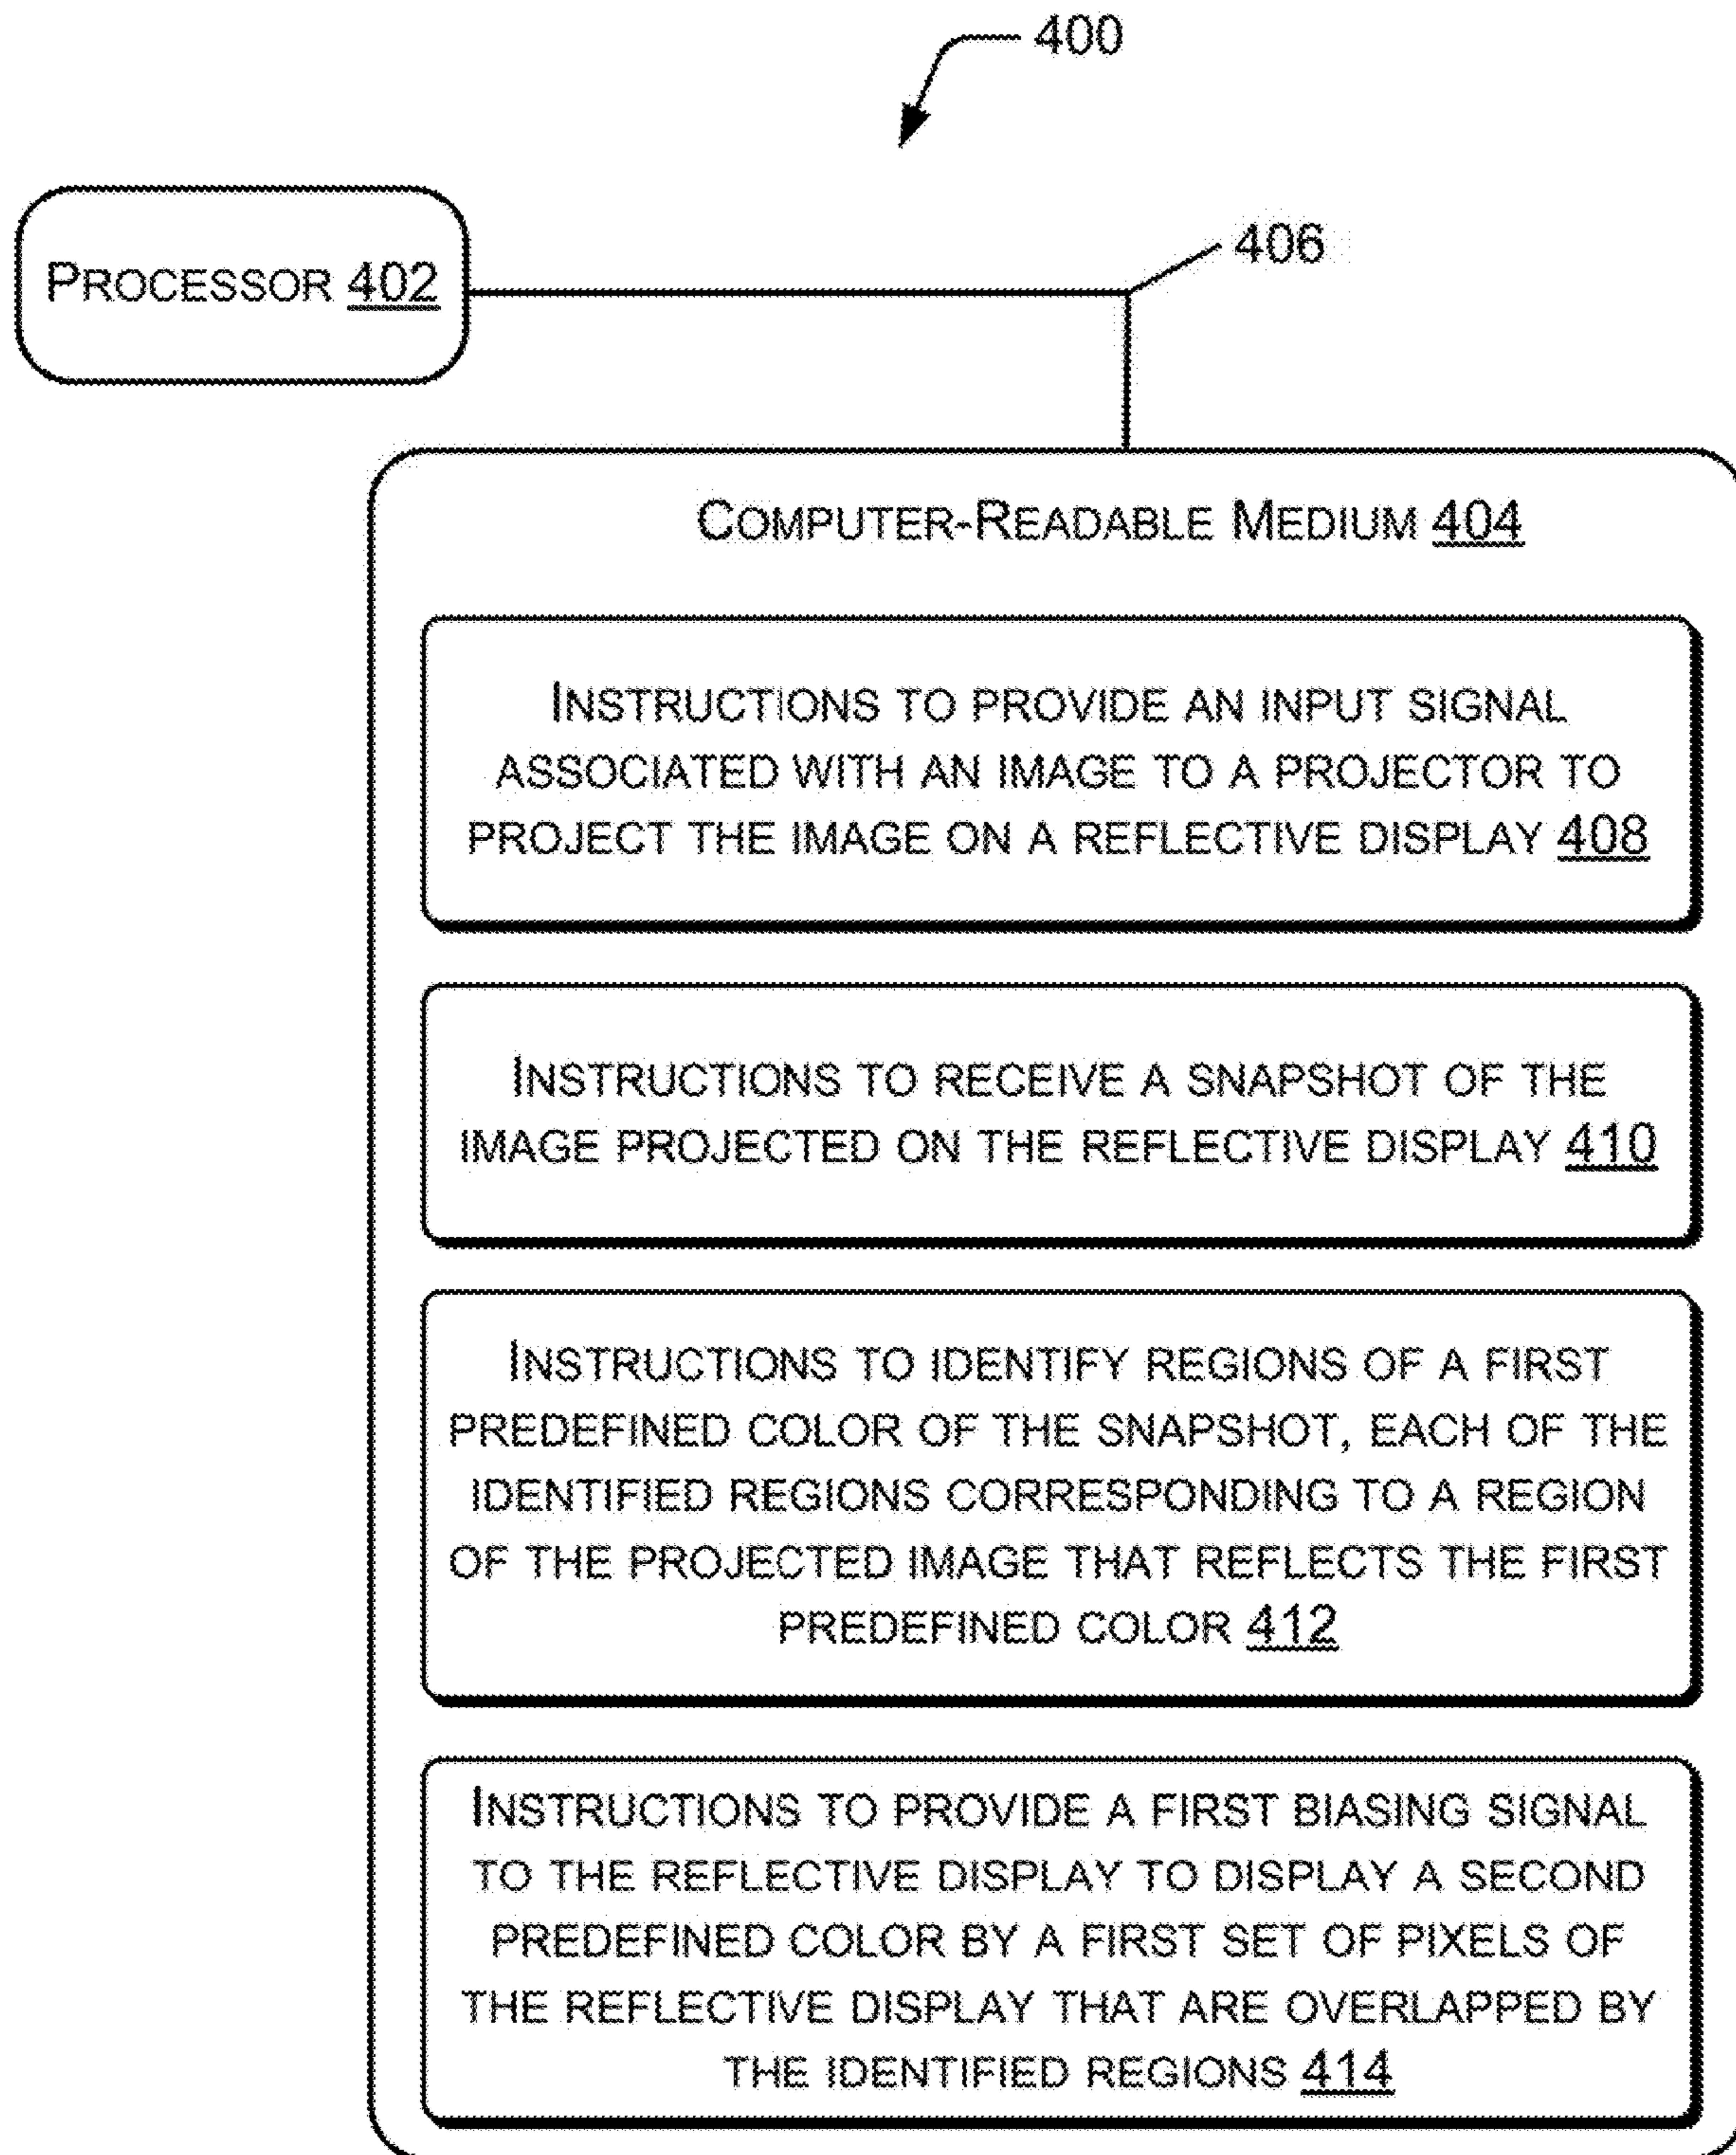 400
PROCESSOR 402
406
COMPUTER-READABLE MEDIUM 404
INSTRUCTIONS TO PROVIDE AN INPUT SIGNAL
ASSOCIATED WITH AN IMAGE TO A PROJECTOR TO
PROJECT THE IMAGE ON A REFLECTIVE DISPLAY 408
INSTRUCTIONS TO RECEIVE A SNAPSHOT OF THE
IMAGE PROJECTED ON THE REFLECTIVE DISPLAY 410
INSTRUCTIONS TO IDENTIFY REGIONS OF A FIRST
PREDEFINED COLOR OF THE SNAPSHOT, EACH OF THE
IDENTIFIED REGIONS CORRESPONDING TO A REGION
OF THE PROJECTED IMAGE THAT REFLECTS THE FIRST
PREDEFINED COLOR 412
INSTRUCTIONS TO PROVIDE A FIRST BIASING SIGNAL
TO THE REFLECTIVE DISPLAY TO DISPLAY A SECOND
PREDEFINED COLOR BY A FIRST SET OF PIXELS OF
THE REFLECTIVE DISPLAY THAT ARE OVERLAPPED BY
THE IDENTIFIED REGIONS 414